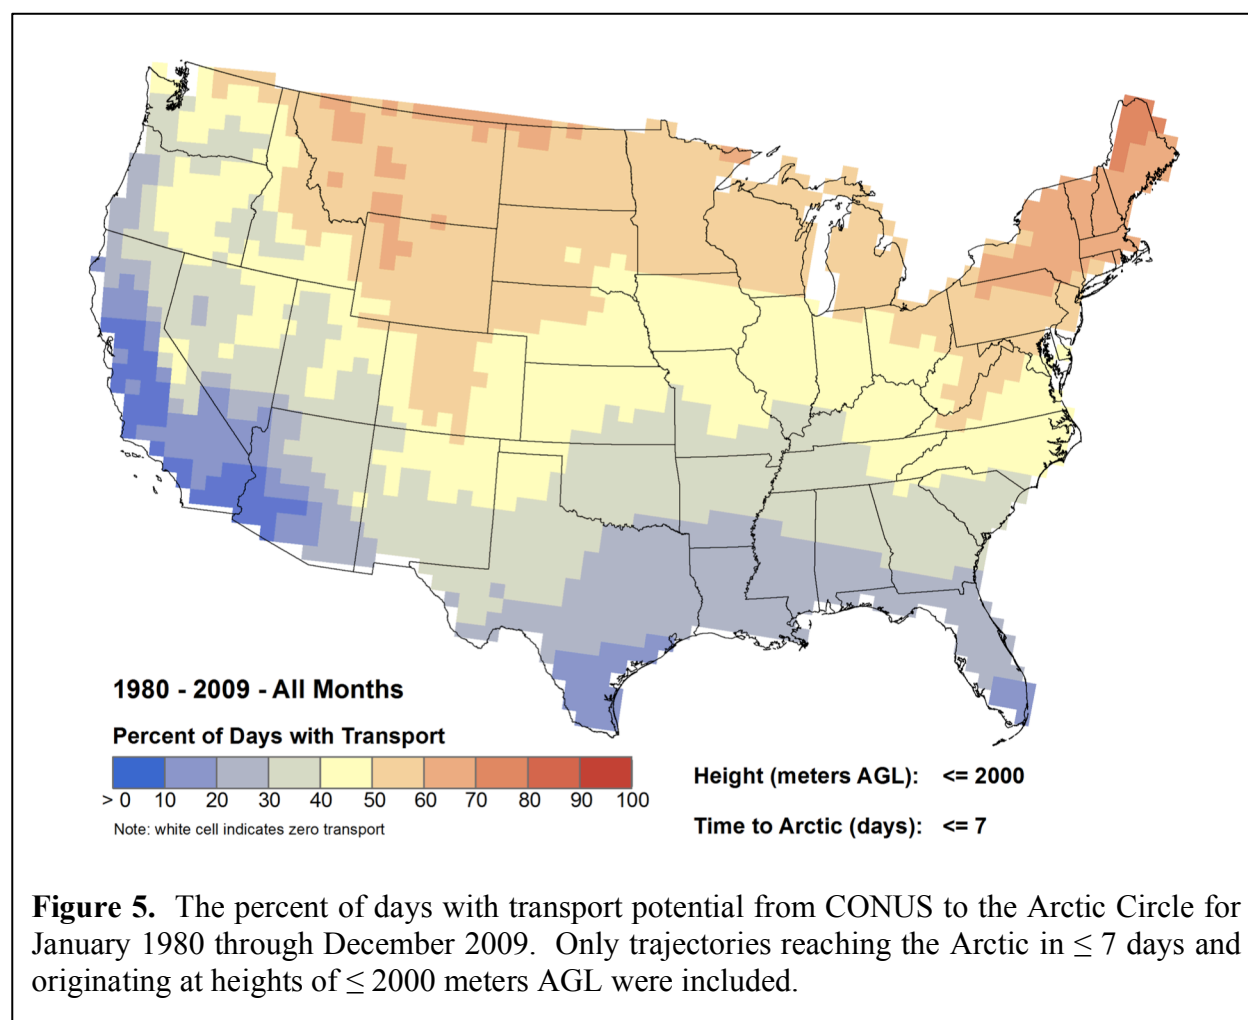 1980 - 2009 - All Months
Percent of Days with Transport
> 0 10 20 30 40 50 60 70 80 90 100
Note: white cell indicates zero transport
Height (meters AGL): <= 2000
Time to Arctic (days): <= 7
Figure 5. The percent of days with transport potential from CONUS to the Arctic Circle for
January 1980 through December 2009. Only trajectories reaching the Arctic in ≤ 7 days and
originating at heights of ≤ 2000 meters AGL were included.